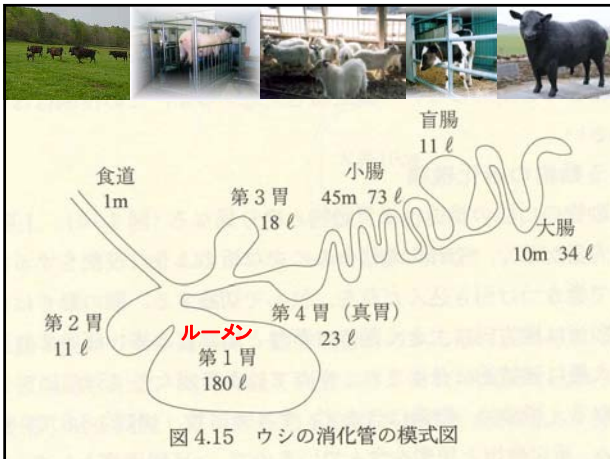 盲腸
11 ℓ
小腸
45m 73 ℓ
食道
1m
第3胃
18 ℓ
大腸
10m 34 ℓ
第2胃
11 ℓ
ルーメン
第1胃
180 ℓ
第4胃(真胃)
23 ℓ
図 4.15 ウシの消化管の模式図